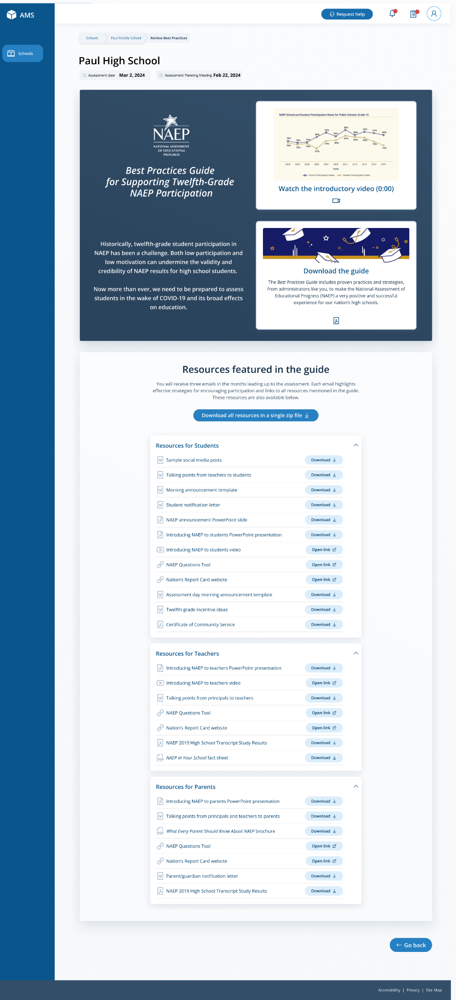 AMS
Request help
Schools
Schools
Paul Middle School
Review Best Practices
Paul High School
Assessment date Mar 2, 2024
Assessment Planning Meeting Feb 22, 2024
NAEP
NATIONAL ASSESSMENT
OF EDUCATIONAL
PROGRESS
Best Practices Guide
for Supporting Twelfth-Grade
NAEP Participation
Historically, twelfth-grade student participation in
NAEP has been a challenge. Both low participation and
low motivation can undermine the validity and
credibility of NAEP results for high school students.
Now more than ever, we need to be prepared to assess
students in the wake of COVID-19 and its broad effects
on education.
NAEP School and Student Participation Rates for Public Schools: Grade 12
2000 2002 2004 2005 2007 2009 2011 2012 2013 2015 2019
YEAR
School Participation Rates Student Participation Rates
Watch the introductory video (0:00)
Download the guide
The Best Practices Guide includes proven practices and strategies,
from administrators like you, to make the National Assessment of
Educational Progress (NAEP) a very positive and successful
experience for our nation's high schools.
Resources featured in the guide
You will receive three emails in the months leading up to the assessment. Each email highlights
effective strategies for encouraging participation and links to all resources mentioned in the guide.
These resources are also available below.
Download all resources in a single zip file
Resources for Students
Sample social media posts Download
Talking points from teachers to students Download
Morning announcement template Download
Student notification letter Download
NAEP announcement PowerPoint slide Download
Introducing NAEP to students PowerPoint presentation Download
Introducing NAEP to students video Open link
NAEP Questions Tool Open link
Nation's Report Card website Open link
Assessment day morning announcement template Download
Twelfth-grade incentive ideas Download
Certificate of Community Service Download
Resources for Teachers
Introducing NAEP to teachers PowerPoint presentation Download
Introducing NAEP to teachers video Open link
Talking points from principals to teachers Download
NAEP Questions Tool Open link
Nation's Report Card website Open link
NAEP 2019 High School Transcript Study Results Download
PDF NAEP in Your School fact sheet Download
Resources for Parents
Introducing NAEP to parents PowerPoint presentation Download
Talking points from principals and teachers to parents Download
PDF What Every Parent Should Know About NAEP brochure Download
NAEP Questions Tool Open link
Nation's Report Card website Open link
Parent/guardian notification letter Download
NAEP 2019 High School Transcript Study Results Download
Go back
Accessibility | Privacy | Site Map